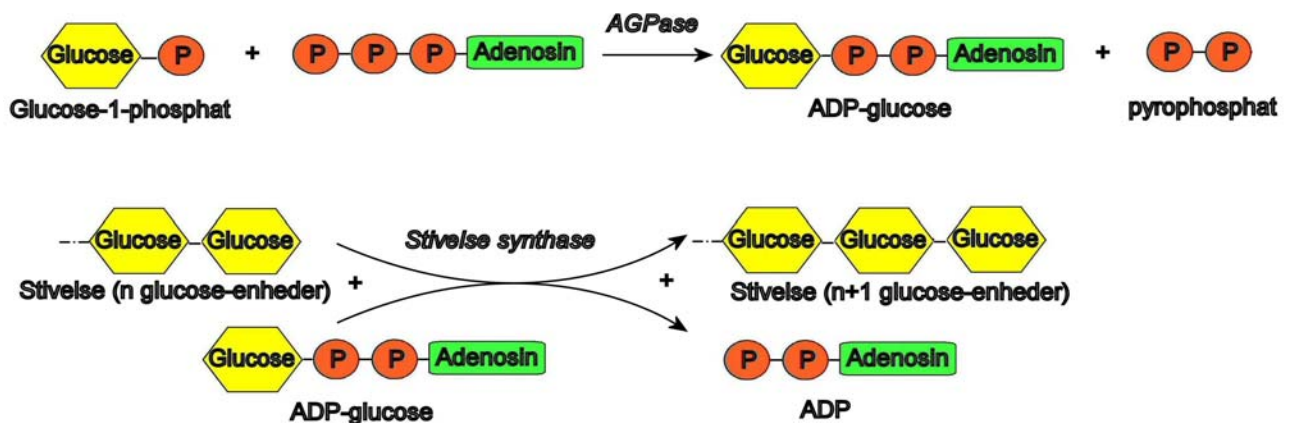 Glucose P + P P P Adenosin AGPase Glucose P P Adenosin + P P
Glucose-1-phosphat ADP-glucose pyrophosphat
Glucose Glucose Stivelse synthase Glucose Glucose Glucose
Stivelse (n glucose-enheder) + + Stivelse (n+1 glucose-enheder)
Glucose P P Adenosin P P Adenosin
ADP-glucose ADP